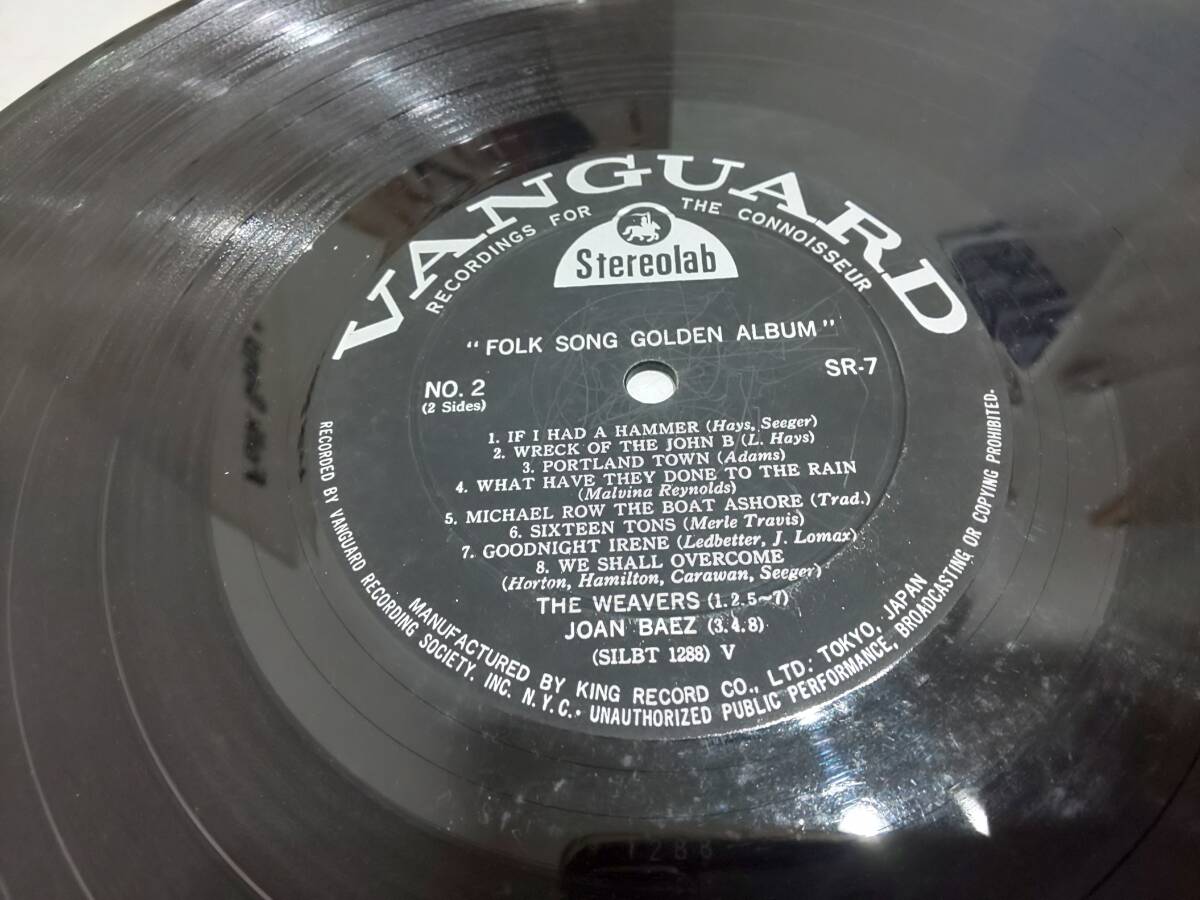 VANGUARD
RECORDINGS FOR THE CONNOISSEUR
Stereolab
"FOLK SONG GOLDEN ALBUM"
NO. 2
(2 Sides)
SR-7
1. IF I HAD A HAMMER (Hays, Seeger)
2. WRECK OF THE JOHN B (L. Hays)
3. PORTLAND TOWN (Adams)
4. WHAT HAVE THEY DONE TO THE RAIN
(Malvina Reynolds)
5. MICHAEL ROW THE BOAT ASHORE (Trad.)
6. SIXTEEN TONS (Merle Travis)
7. GOODNIGHT IRENE (Ledbetter, J. Lomax)
8. WE SHALL OVERCOME
(Horton, Hamilton, Carawan, Seeger)
THE WEAVERS (1.2.5~7)
JOAN BAEZ (3.4.8)
(SILBT 1288) V
MANUFACTURED BY KING RECORD CO., LTD: TOKYO, JAPAN
RECORDED BY VANGUARD RECORDING SOCIETY, INC. N.Y.C. • UNAUTHORIZED PUBLIC PERFORMANCE, BROADCASTING OR COPYING PROHIBITED.
1288